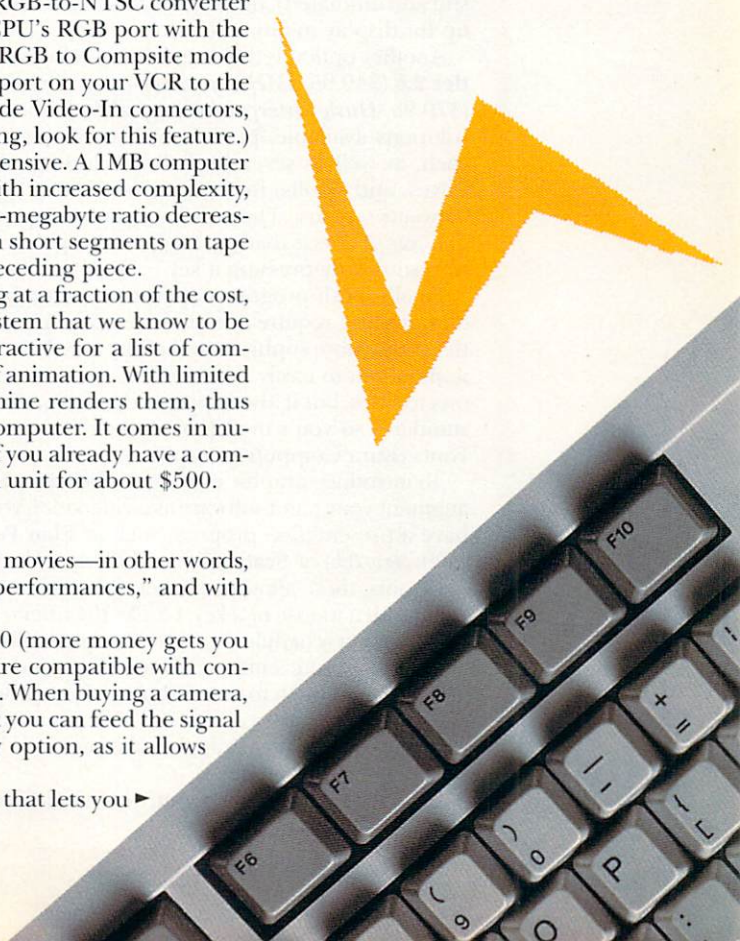 RGB-to-NTSC converter
CPU's RGB port with the
RGB to Compsite mode
port on your VCR to the
de Video-In connectors,
ng, look for this feature.)
ensive. A 1MB computer
ith increased complexity,
-megabyte ratio decreas-
short segments on tape
eceding piece.
g at a fraction of the cost,
stem that we know to be
ractive for a list of com-
f animation. With limited
hine renders them, thus
omputer. It comes in nu-
f you already have a com-
unit for about $500.
movies—in other words,
performances," and with
0 (more money gets you
re compatible with con-
. When buying a camera,
you can feed the signal
option, as it allows
that lets you ►
F10
F9
F8
F7
F6
+
=
—
-
{
[
)
0
P
:
(
9
O